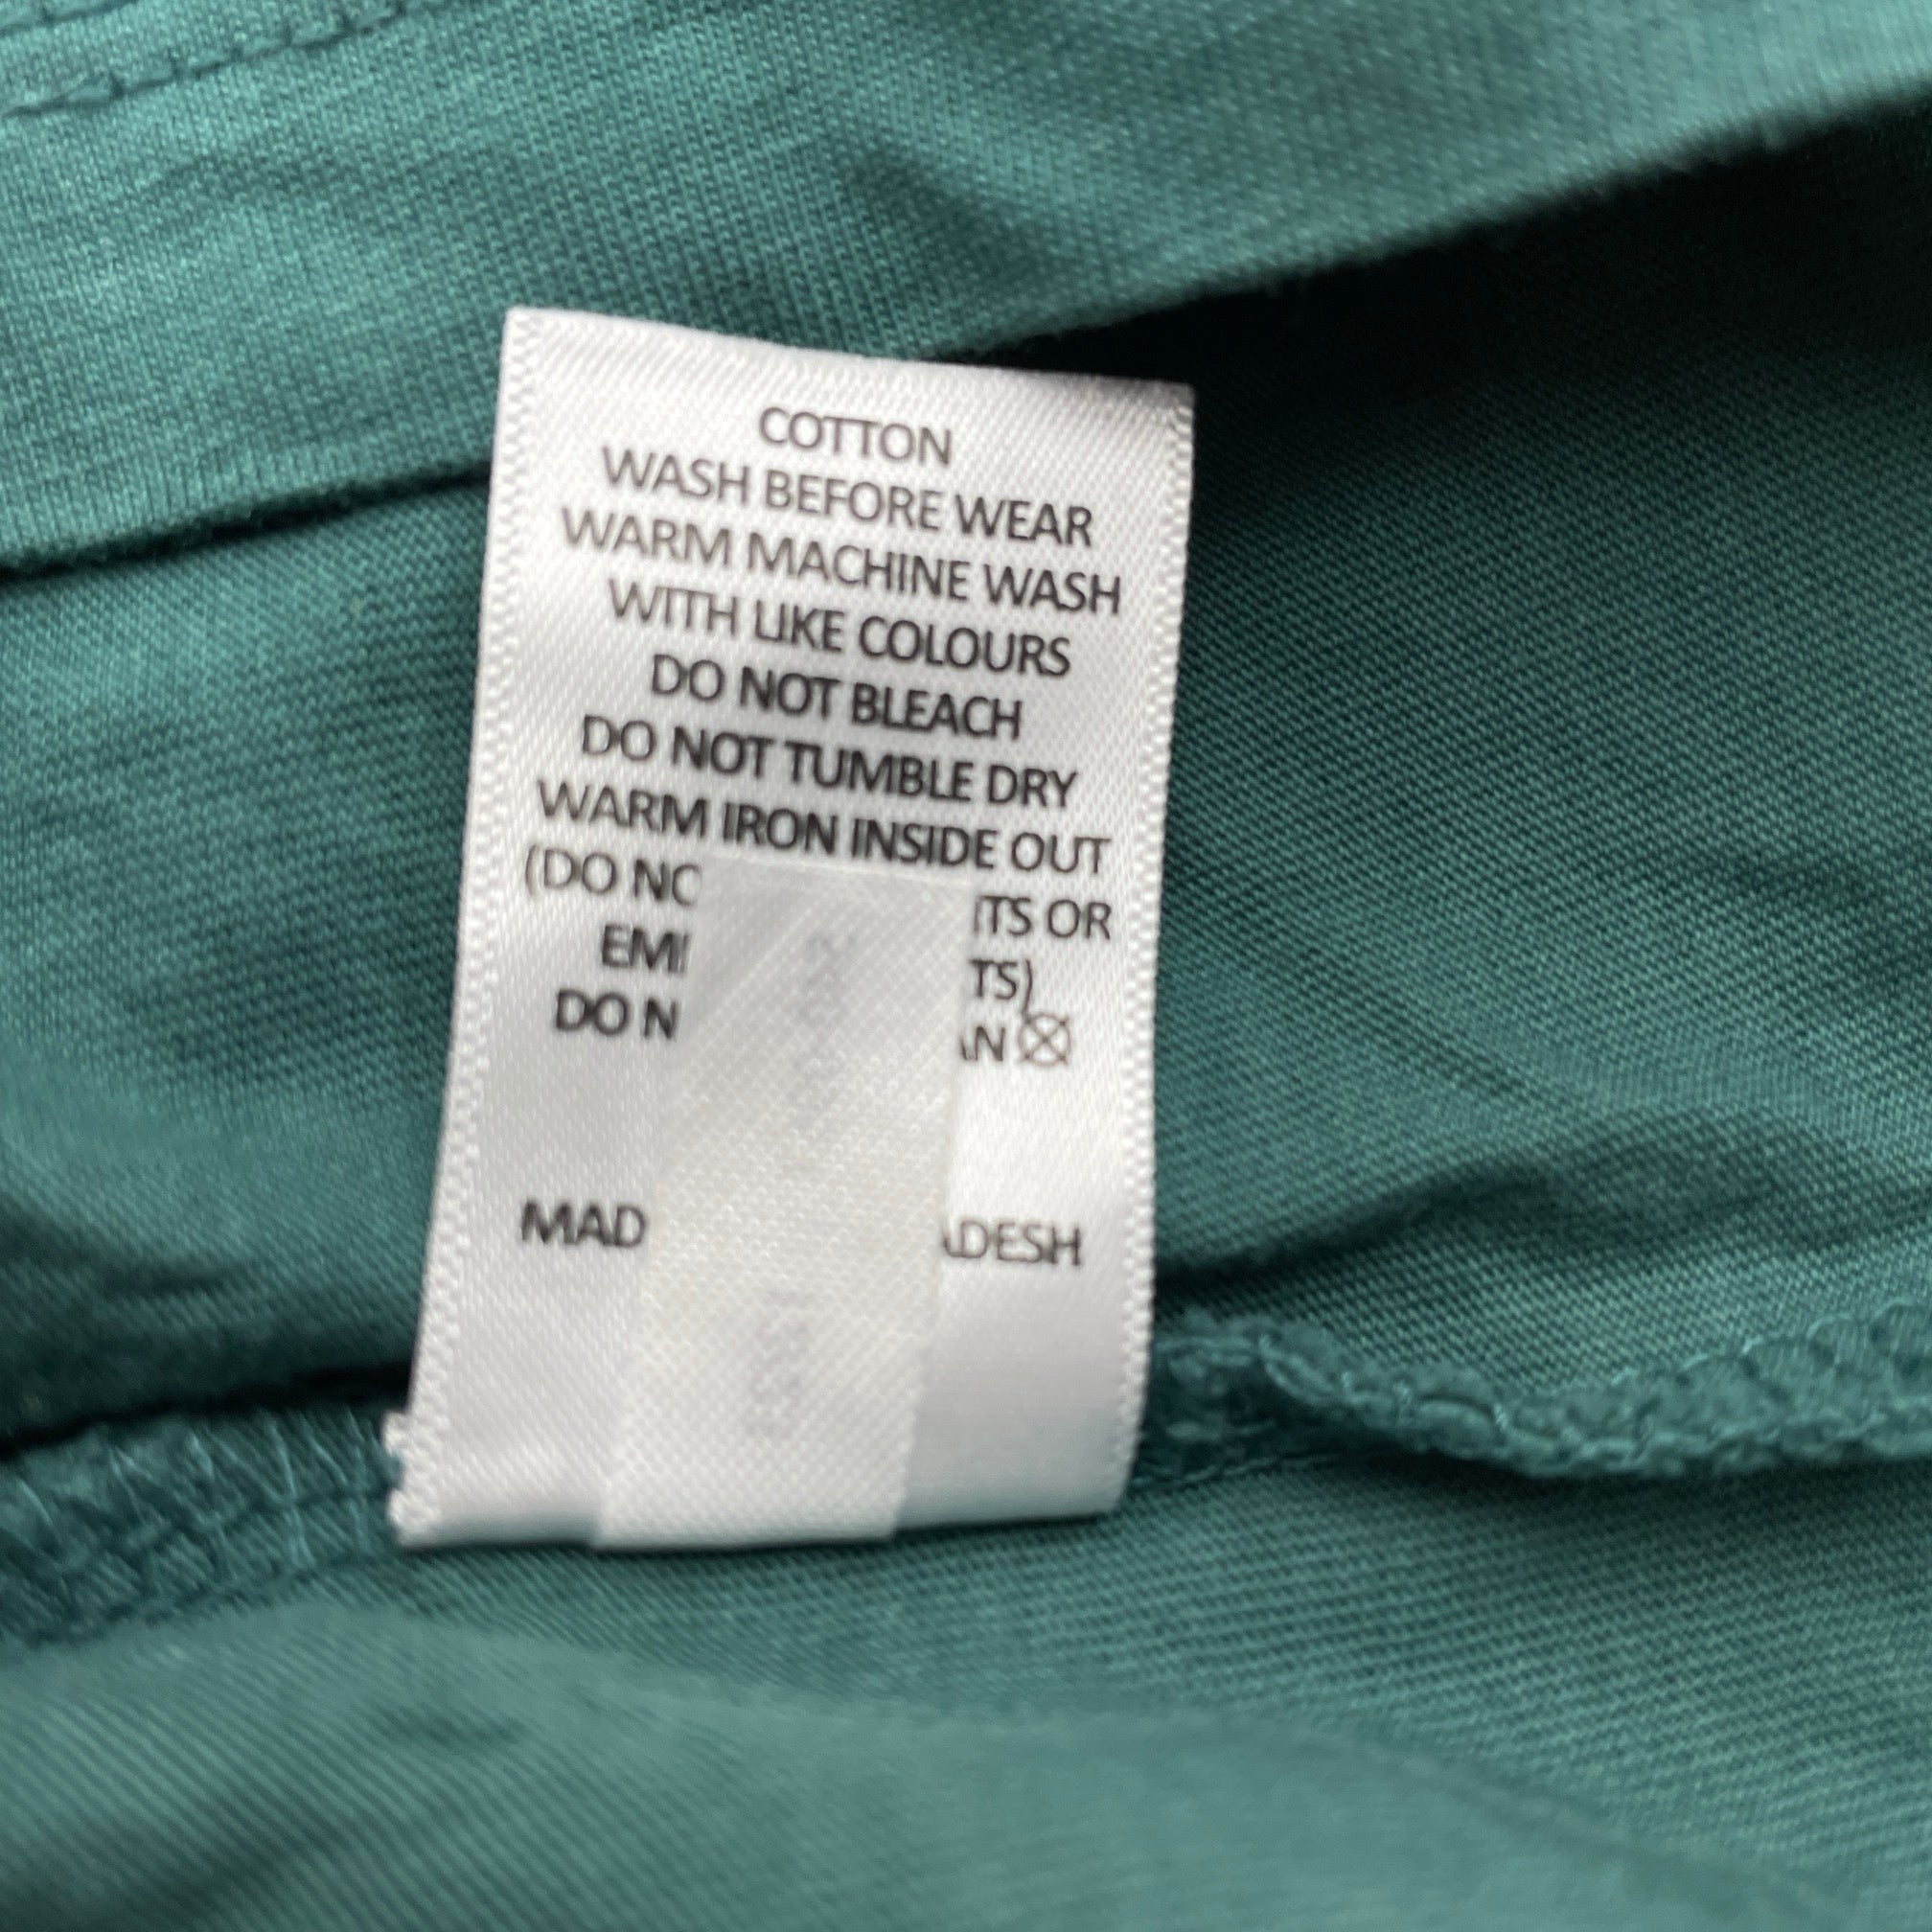 COTTON
WASH BEFORE WEAR
WARM MACHINE WASH
WITH LIKE COLOURS
DO NOT BLEACH
DO NOT TUMBLE DRY
WARM IRON INSIDE OUT
(DO NO ITS OR
EM TS)
DO N AN
MAD ADESH